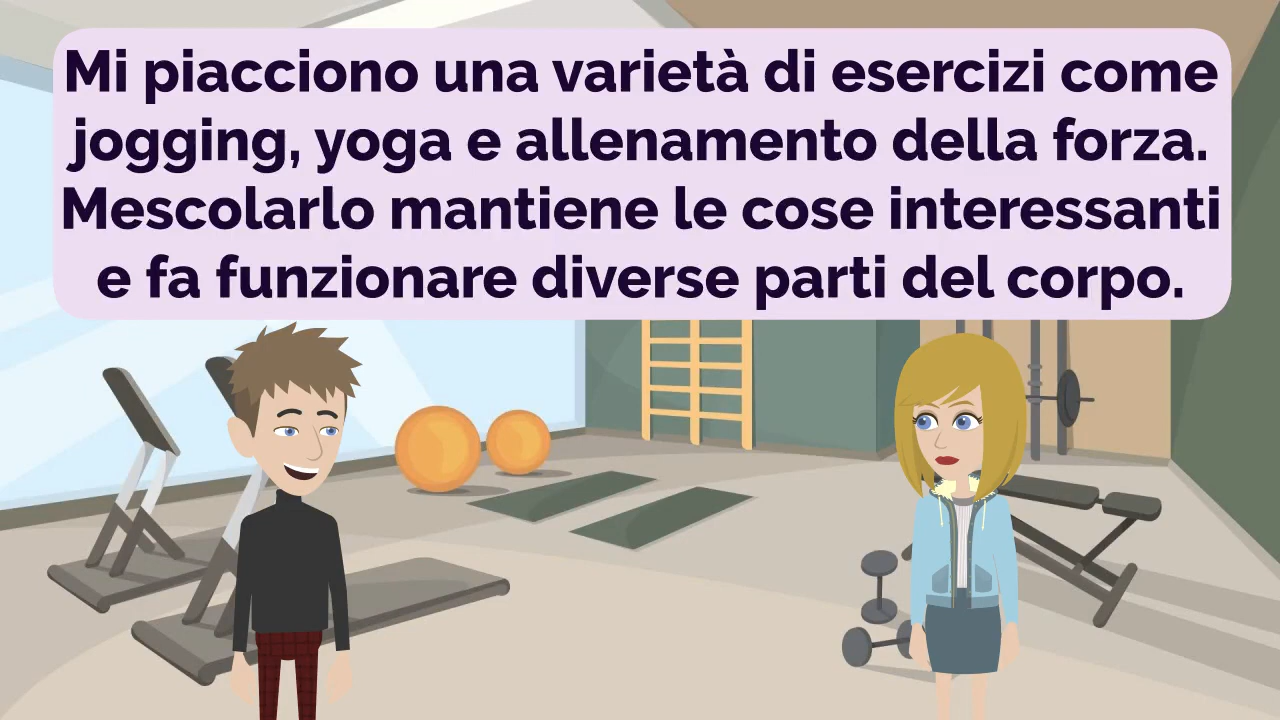 Mi piacciono una varietà di esercizi come
jogging, yoga e allenamento della forza.
Mescolarlo mantiene le cose interessanti
e fa funzionare diverse parti del corpo.